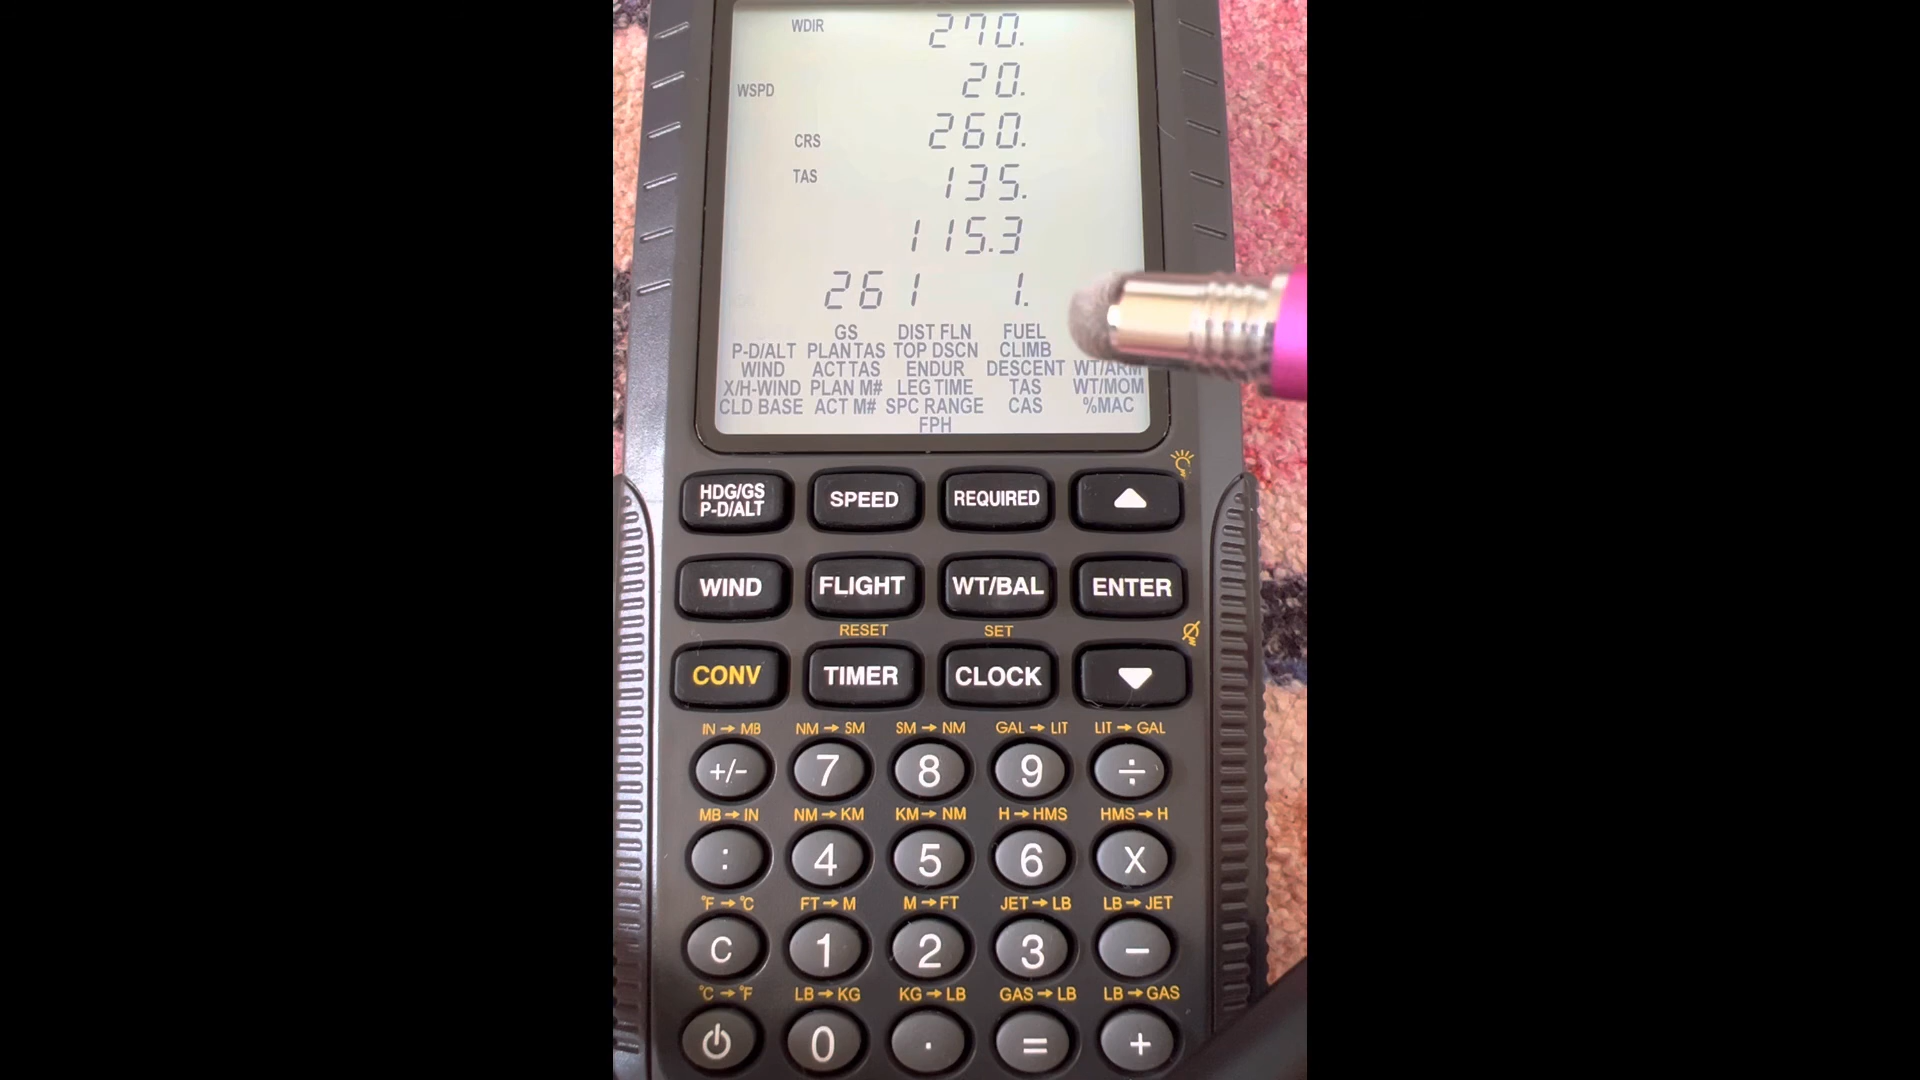 WDIR 270.
WSPD 20.
CRS 260.
TAS 135.
115.3
261 1.
GS DIST FLN FUEL
P-D/ALT PLAN TAS TOP DSCN CLIMB
WIND ACT TAS ENDUR DESCENT WT/ARM
X/H-WIND PLAN M# LEG TIME TAS WT/MOM
CLD BASE ACT M# SPC RANGE CAS %MAC
FPH
HDG/GS
P-D/ALT SPEED REQUIRED
WIND FLIGHT WT/BAL ENTER
RESET SET
CONV TIMER CLOCK
IN → MB NM → SM SM → NM GAL → LIT LIT → GAL
+/- 7 8 9 ÷
MB → IN NM → KM KM → NM H → HMS HMS → H
: 4 5 6 X
°F → °C FT → M M → FT JET → LB LB → JET
C 1 2 3 −
°C → °F LB → KG KG → LB GAS → LB LB → GAS
0 . = +